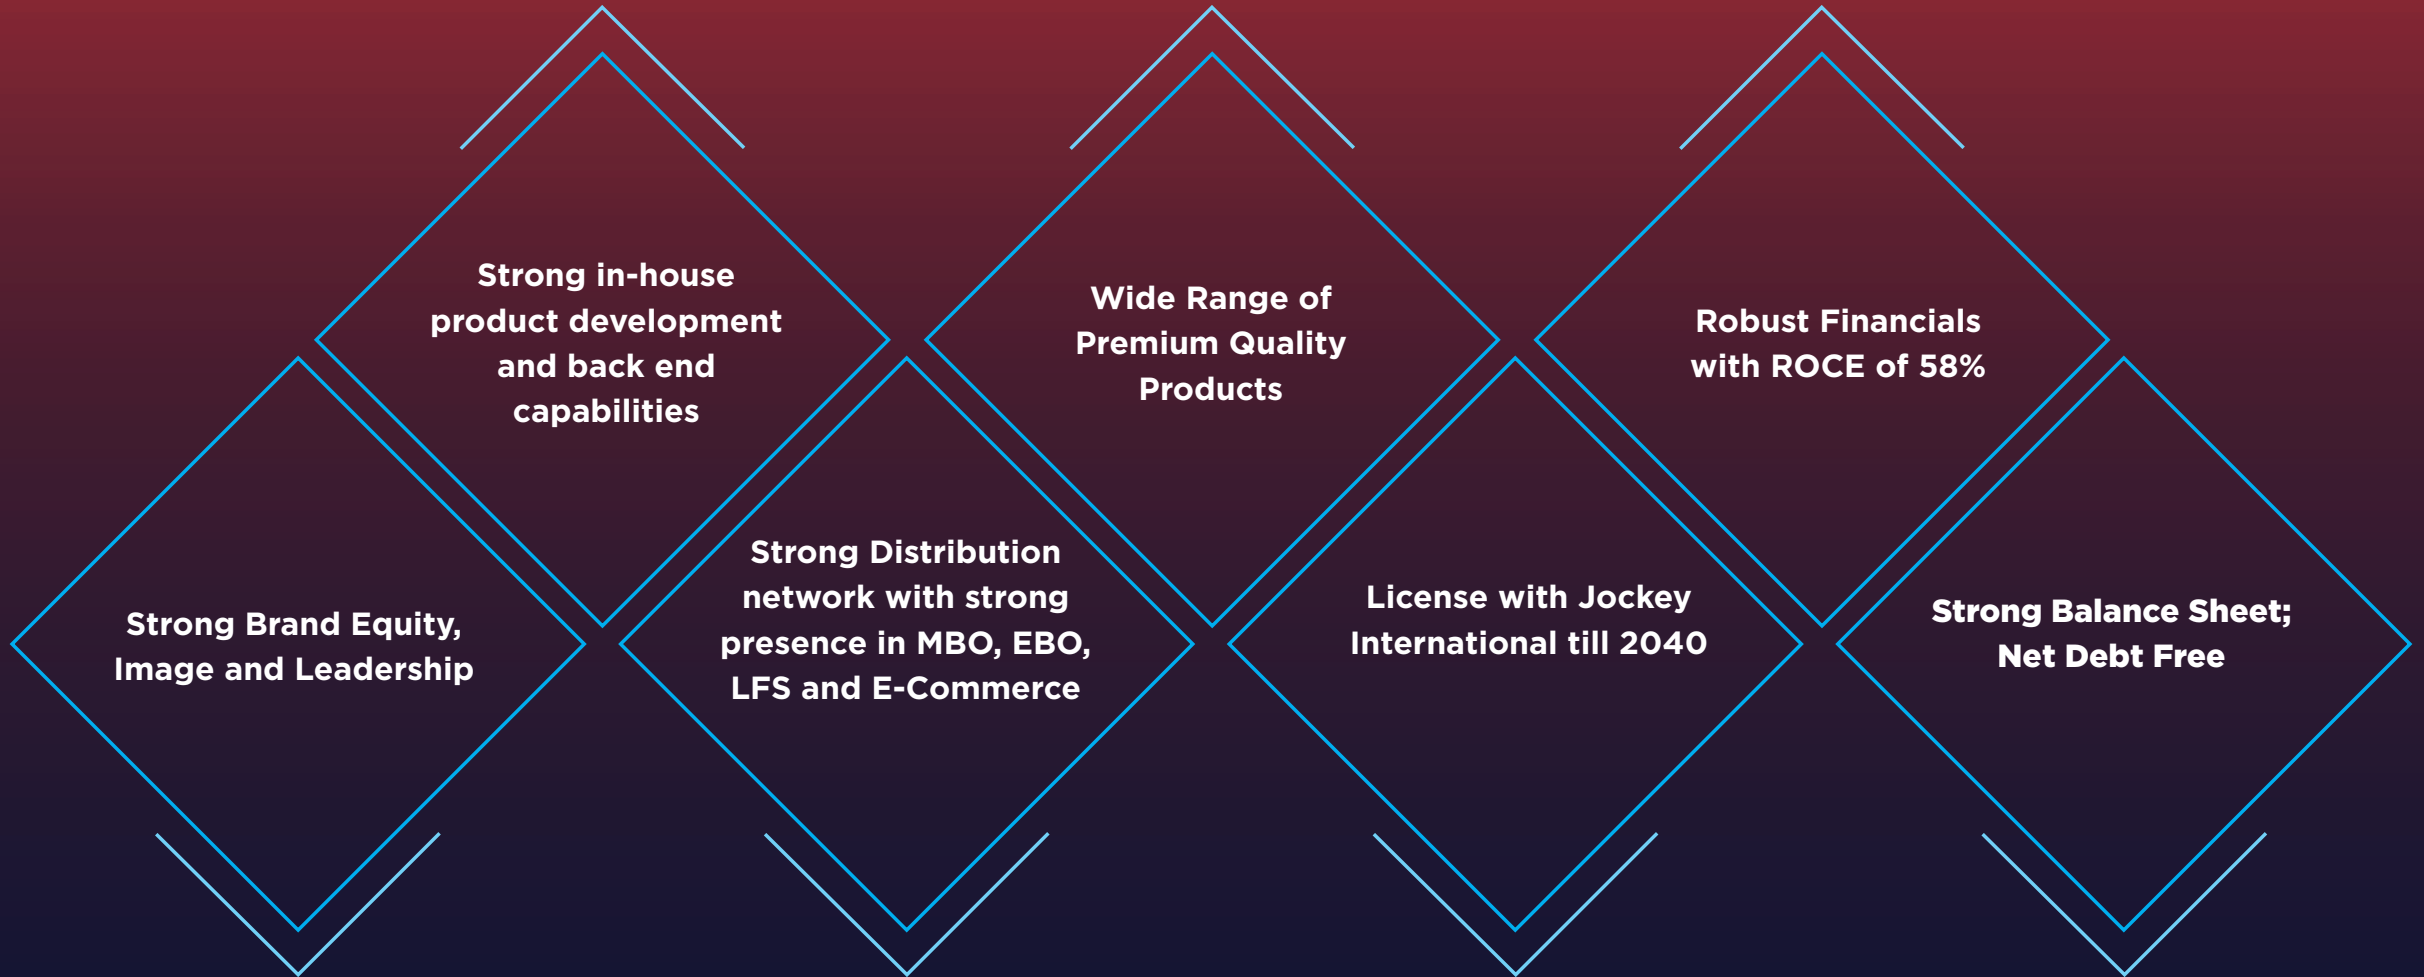 Strong in-house
product development
and back end
capabilities
Wide Range of
Premium Quality
Products
Robust Financials
with ROCE of 58%
Strong Brand Equity,
Image and Leadership
Strong Distribution
network with strong
presence in MBO, EBO,
LFS and E-Commerce
License with Jockey
International till 2040
Strong Balance Sheet;
Net Debt Free